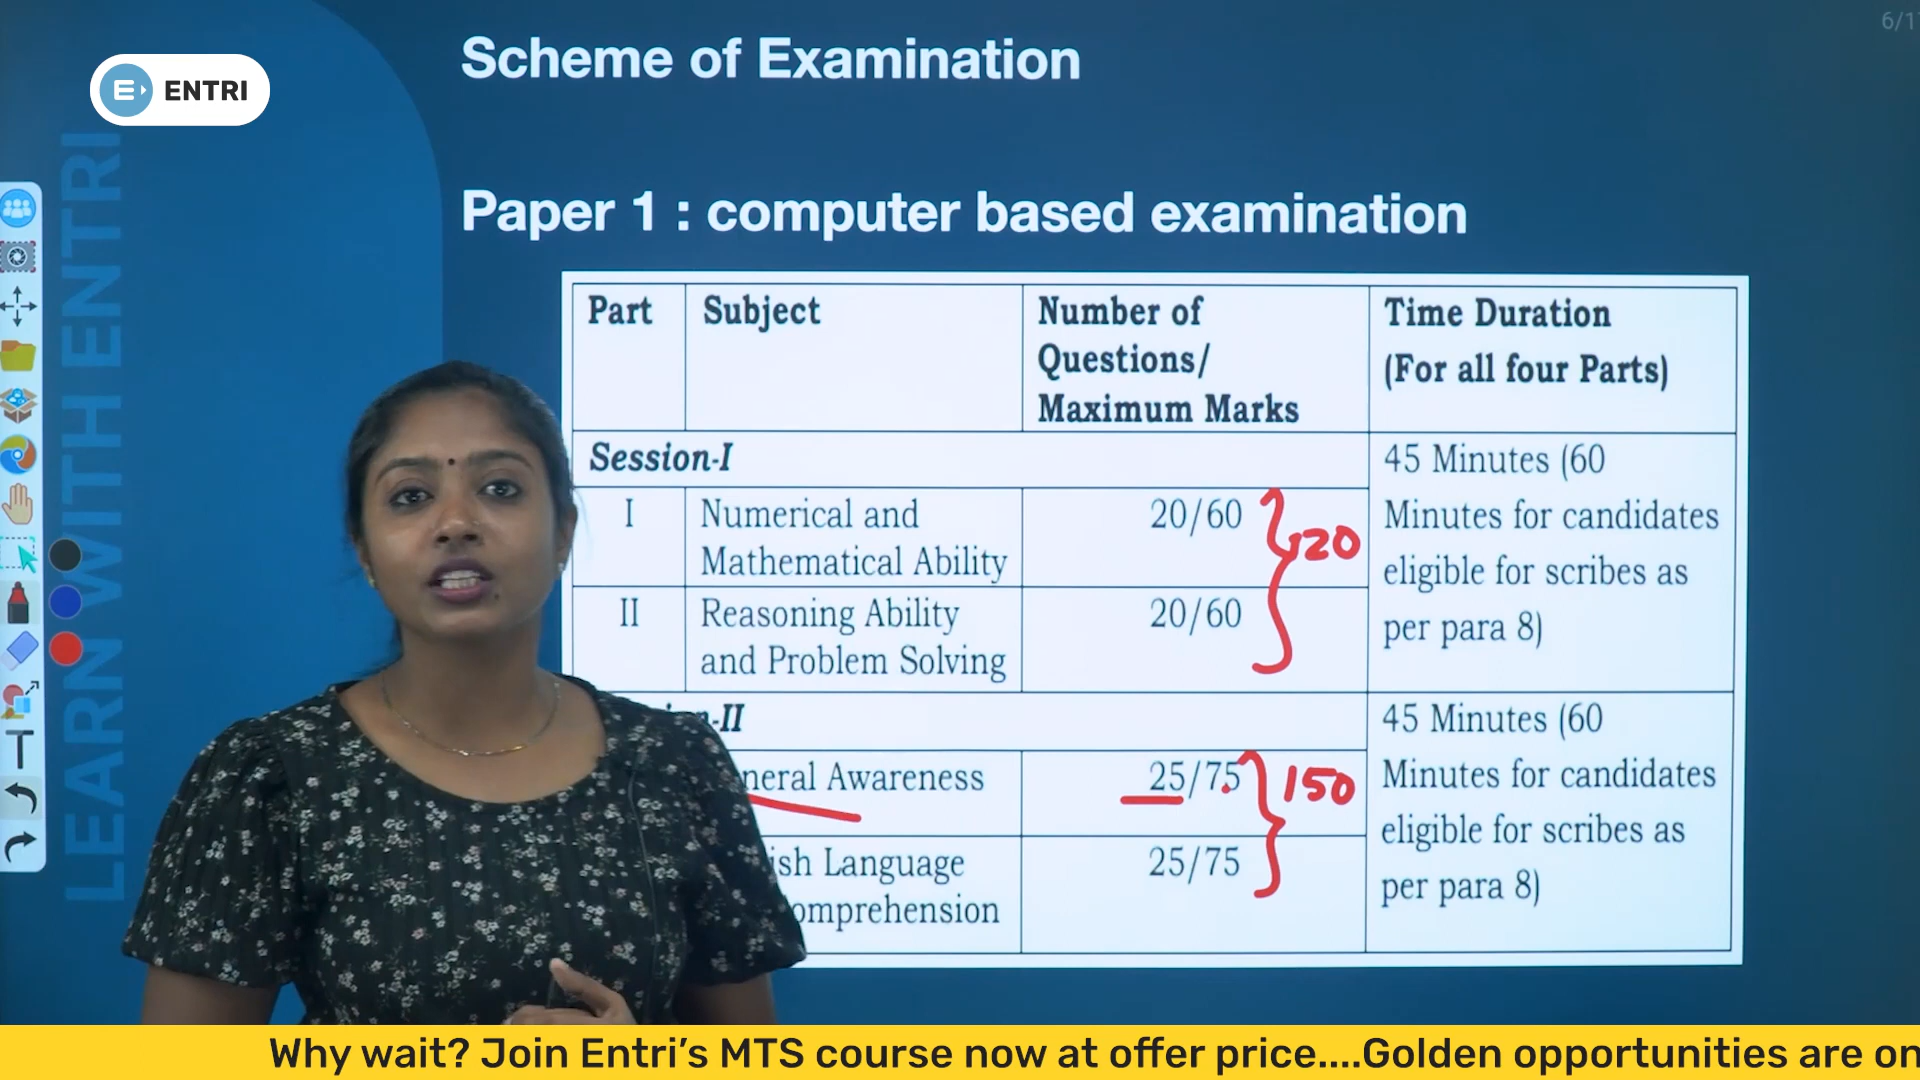 6/1
Scheme of Examination
ENTRI
LEARN WITH ENTRI
Paper 1 : computer based examination
Part
Subject
Number of
Questions/
Maximum Marks
Time Duration
(For all four Parts)
Session-I
45 Minutes (60
Minutes for candidates
eligible for scribes as
per para 8)
I
Numerical and
Mathematical Ability
20/60
120
II
Reasoning Ability
and Problem Solving
20/60
-II
45 Minutes (60
Minutes for candidates
eligible for scribes as
per para 8)
neral Awareness
25/75
150
ish Language
omprehension
25/75
T
Why wait? Join Entri’s MTS course now at offer price....Golden opportunities are on